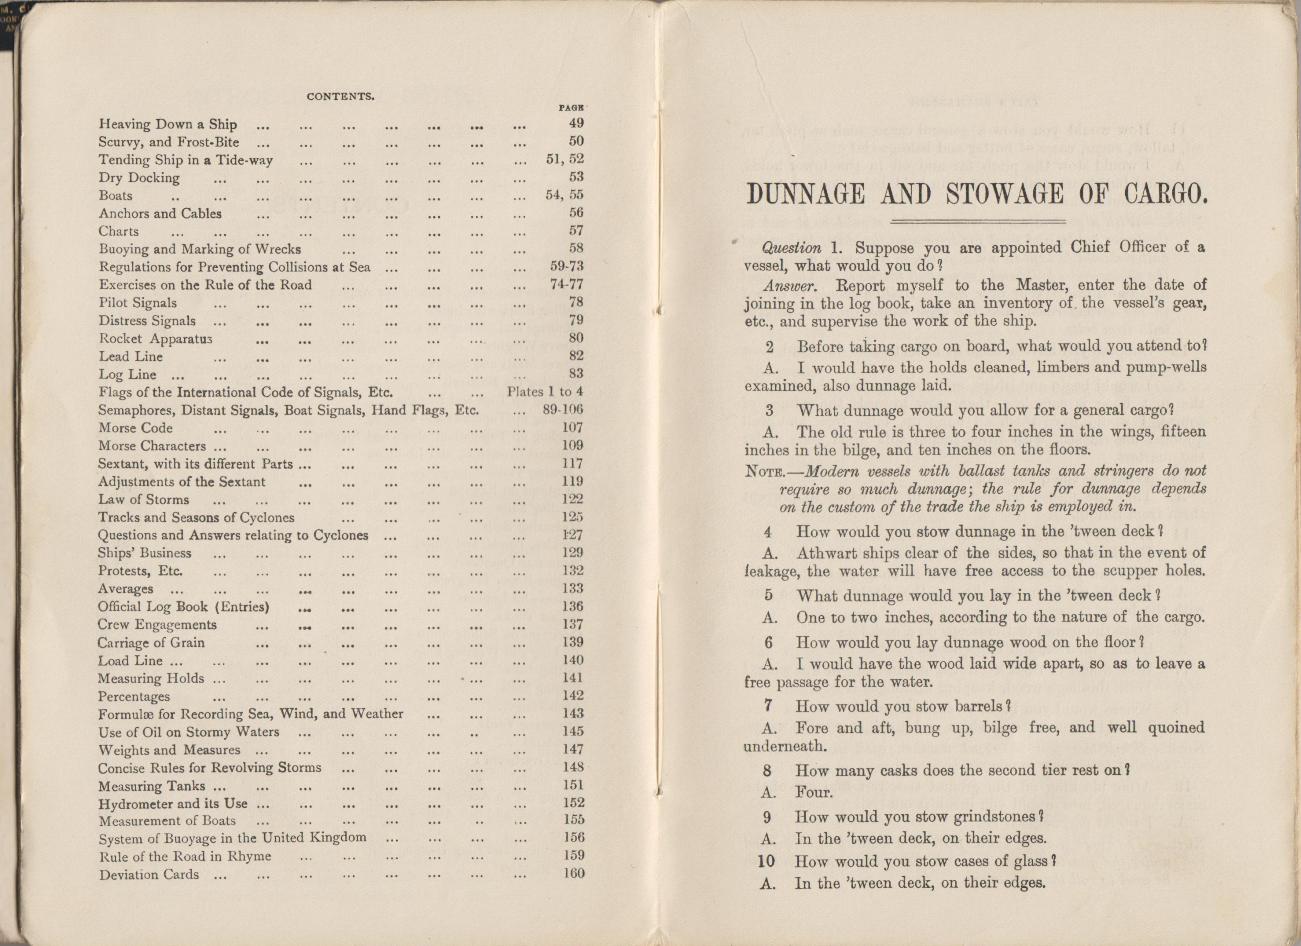 CONTENTS.
PAGE
Heaving Down a Ship ... ... ... ... ... ... ... 49
Scurvy, and Frost-Bite ... ... ... ... ... ... ... 50
Tending Ship in a Tide-way ... ... ... ... ... ... 51, 52
Dry Docking ... ... ... ... ... ... ... ... 53
Boats .. ... ... ... ... ... ... ... ... 54, 55
Anchors and Cables ... ... ... ... ... ... ... 56
Charts ... ... ... ... ... ... ... ... ... 57
Buoying and Marking of Wrecks ... ... ... ... ... 58
Regulations for Preventing Collisions at Sea ... ... ... ... 59-73
Exercises on the Rule of the Road ... ... ... ... ... 74-77
Pilot Signals ... ... ... ... ... ... ... ... 78
Distress Signals ... ... ... ... ... ... ... ... 79
Rocket Apparatus ... ... ... ... ... ... ... 80
Lead Line ... ... ... ... ... ... ... ... 82
Log Line ... ... ... ... ... ... ... ... ... 83
Flags of the International Code of Signals, Etc. ... ... Plates 1 to 4
Semaphores, Distant Signals, Boat Signals, Hand Flags, Etc. ... 89-106
Morse Code ... ... ... ... ... ... ... ... 107
Morse Characters ... ... ... ... ... ... ... ... 109
Sextant, with its different Parts ... ... ... ... ... ... 117
Adjustments of the Sextant ... ... ... ... ... ... 119
Law of Storms ... ... ... ... ... ... ... ... 122
Tracks and Seasons of Cyclones ... ... ... ... ... 125
Questions and Answers relating to Cyclones ... ... ... ... 127
Ships' Business ... ... ... ... ... ... ... ... 129
Protests, Etc. ... ... ... ... ... ... ... ... 132
Averages ... ... ... ... ... ... ... ... ... 133
Official Log Book (Entries) ... ... ... ... ... ... 136
Crew Engagements ... ... ... ... ... ... ... 137
Carriage of Grain ... ... ... ... ... ... ... 139
Load Line ... ... ... ... ... ... ... ... ... 140
Measuring Holds ... ... ... ... ... ... ... ... 141
Percentages ... ... ... ... ... ... ... ... 142
Formulæ for Recording Sea, Wind, and Weather ... ... ... 143
Use of Oil on Stormy Waters ... ... ... ... .. ... 145
Weights and Measures ... ... ... ... ... ... ... 147
Concise Rules for Revolving Storms ... ... ... ... ... 148
Measuring Tanks ... ... ... ... ... ... ... ... 151
Hydrometer and its Use ... ... ... ... ... ... ... 152
Measurement of Boats ... ... ... ... ... .. ... 155
System of Buoyage in the United Kingdom ... ... ... ... 156
Rule of the Road in Rhyme ... ... ... ... ... ... 159
Deviation Cards ... ... ... ... ... ... ... ... 160
DUNNAGE AND STOWAGE OF CARGO.
Question 1. Suppose you are appointed Chief Officer of a
vessel, what would you do?
Answer. Report myself to the Master, enter the date of
joining in the log book, take an inventory of the vessel's gear,
etc., and supervise the work of the ship.
2 Before taking cargo on board, what would you attend to?
A. I would have the holds cleaned, limbers and pump-wells
examined, also dunnage laid.
3 What dunnage would you allow for a general cargo?
A. The old rule is three to four inches in the wings, fifteen
inches in the bilge, and ten inches on the floors.
NOTE.—Modern vessels with ballast tanks and stringers do not
require so much dunnage; the rule for dunnage depends
on the custom of the trade the ship is employed in.
4 How would you stow dunnage in the 'tween deck?
A. Athwart ships clear of the sides, so that in the event of
leakage, the water will have free access to the scupper holes.
5 What dunnage would you lay in the 'tween deck?
A. One to two inches, according to the nature of the cargo.
6 How would you lay dunnage wood on the floor?
A. I would have the wood laid wide apart, so as to leave a
free passage for the water.
7 How would you stow barrels?
A. Fore and aft, bung up, bilge free, and well quoined
underneath.
8 How many casks does the second tier rest on?
A. Four.
9 How would you stow grindstones?
A. In the 'tween deck, on their edges.
10 How would you stow cases of glass?
A. In the 'tween deck, on their edges.